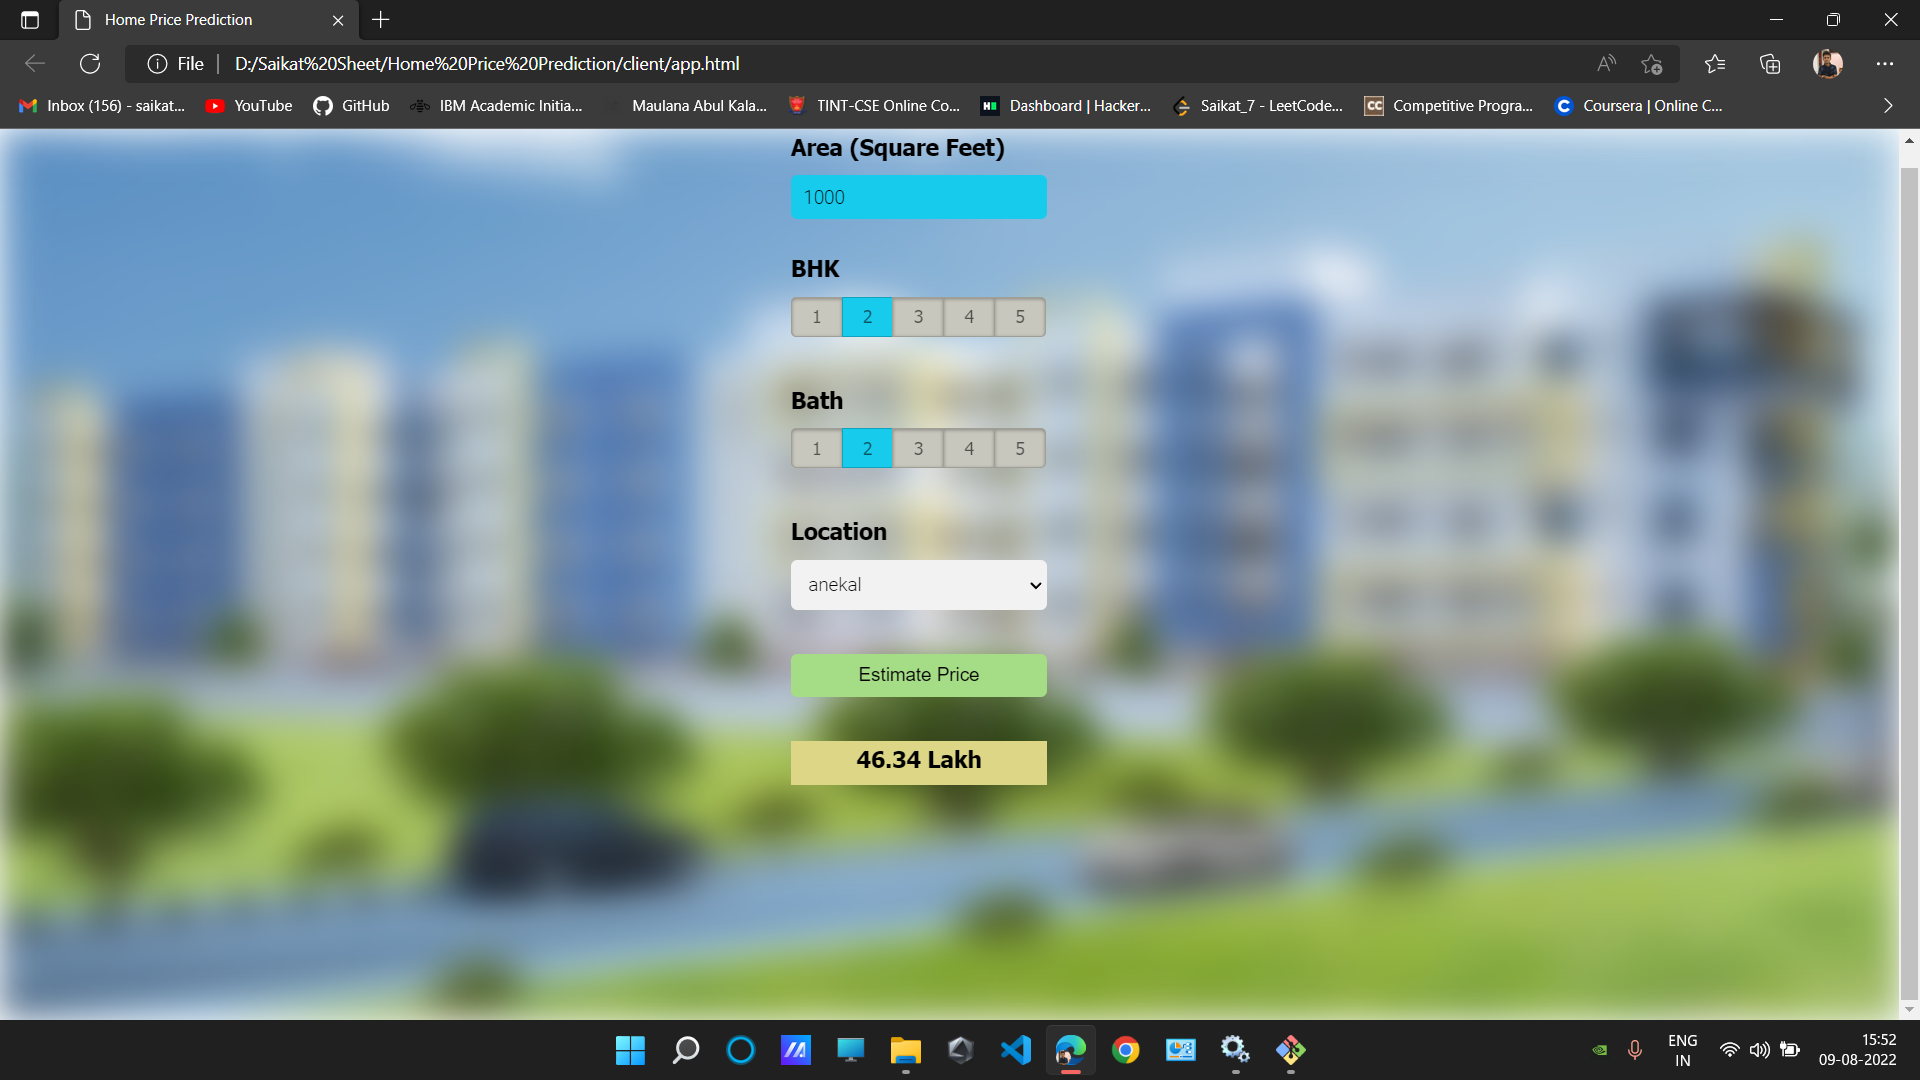 Home Price Prediction
File
D:/Saikat%20Sheet/Home%20Price%20Prediction/client/app.html
Inbox (156) - saikat...
YouTube
GitHub
IBM Academic Initia...
Maulana Abul Kala...
TINT-CSE Online Co...
Dashboard | Hacker...
Saikat_7 - LeetCode...
CC
Competitive Progra...
Coursera | Online C...
Area (Square Feet)
1000
BHK
1 2 3 4 5
Bath
1 2 3 4 5
Location
anekal
Estimate Price
46.34 Lakh
ENG
IN
15:52
09-08-2022